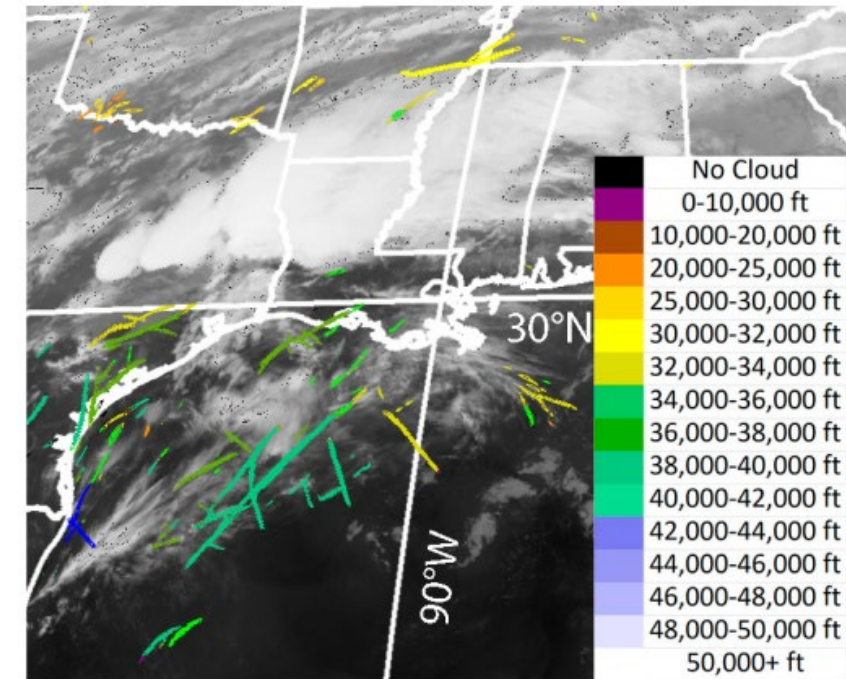 No Cloud
0-10,000 ft
10,000-20,000 ft
20,000-25,000 ft
25,000-30,000 ft
30,000-32,000 ft
32,000-34,000 ft
34,000-36,000 ft
36,000-38,000 ft
38,000-40,000 ft
40,000-42,000 ft
42,000-44,000 ft
44,000-46,000 ft
46,000-48,000 ft
48,000-50,000 ft
50,000+ ft
30°N
90°W